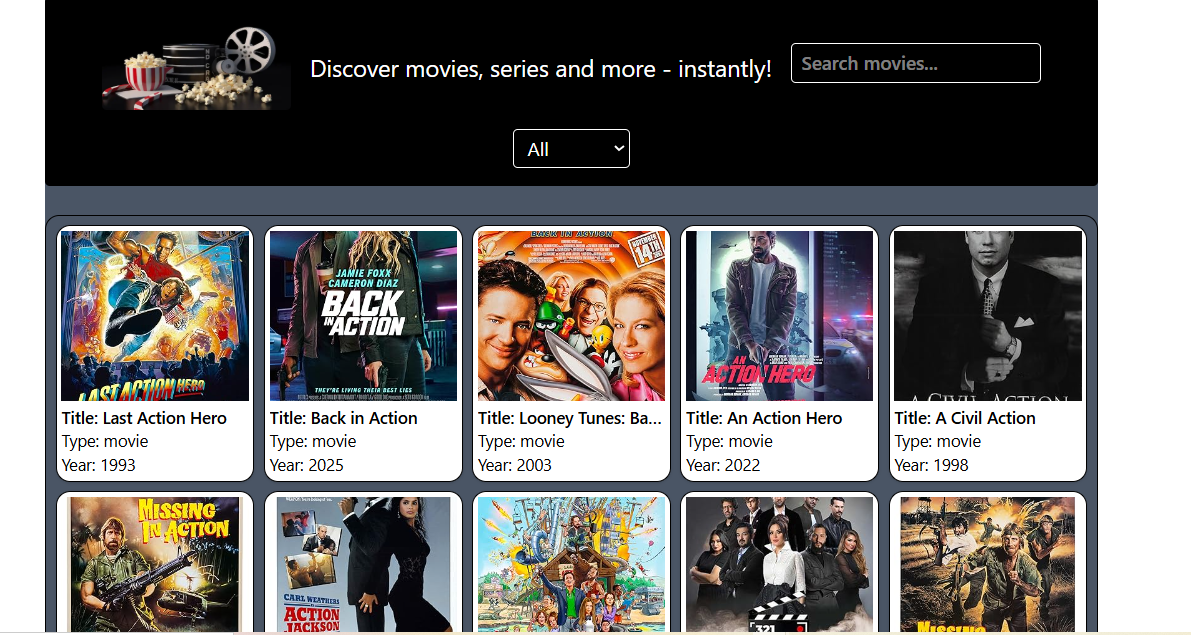 Discover movies, series and more - instantly!
Search movies...
All
LAST ACTION HERO
JAMIE FOXX
CAMERON DIAZ
BACK
IN ACTION
THEY'RE LIVING THEIR BEST LIES
BACK IN ACTION
NOVEMBER
14TH
AN
ACTION HERO
A CIVIL ACTION
Title: Last Action Hero
Title: Back in Action
Title: Looney Tunes: Ba...
Title: An Action Hero
Title: A Civil Action
Type: movie
Type: movie
Type: movie
Type: movie
Type: movie
Year: 1993
Year: 2025
Year: 2003
Year: 2022
Year: 1998
MISSING
IN ACTION
CARL WEATHERS
ACTION
JACKSON
321
MISSING